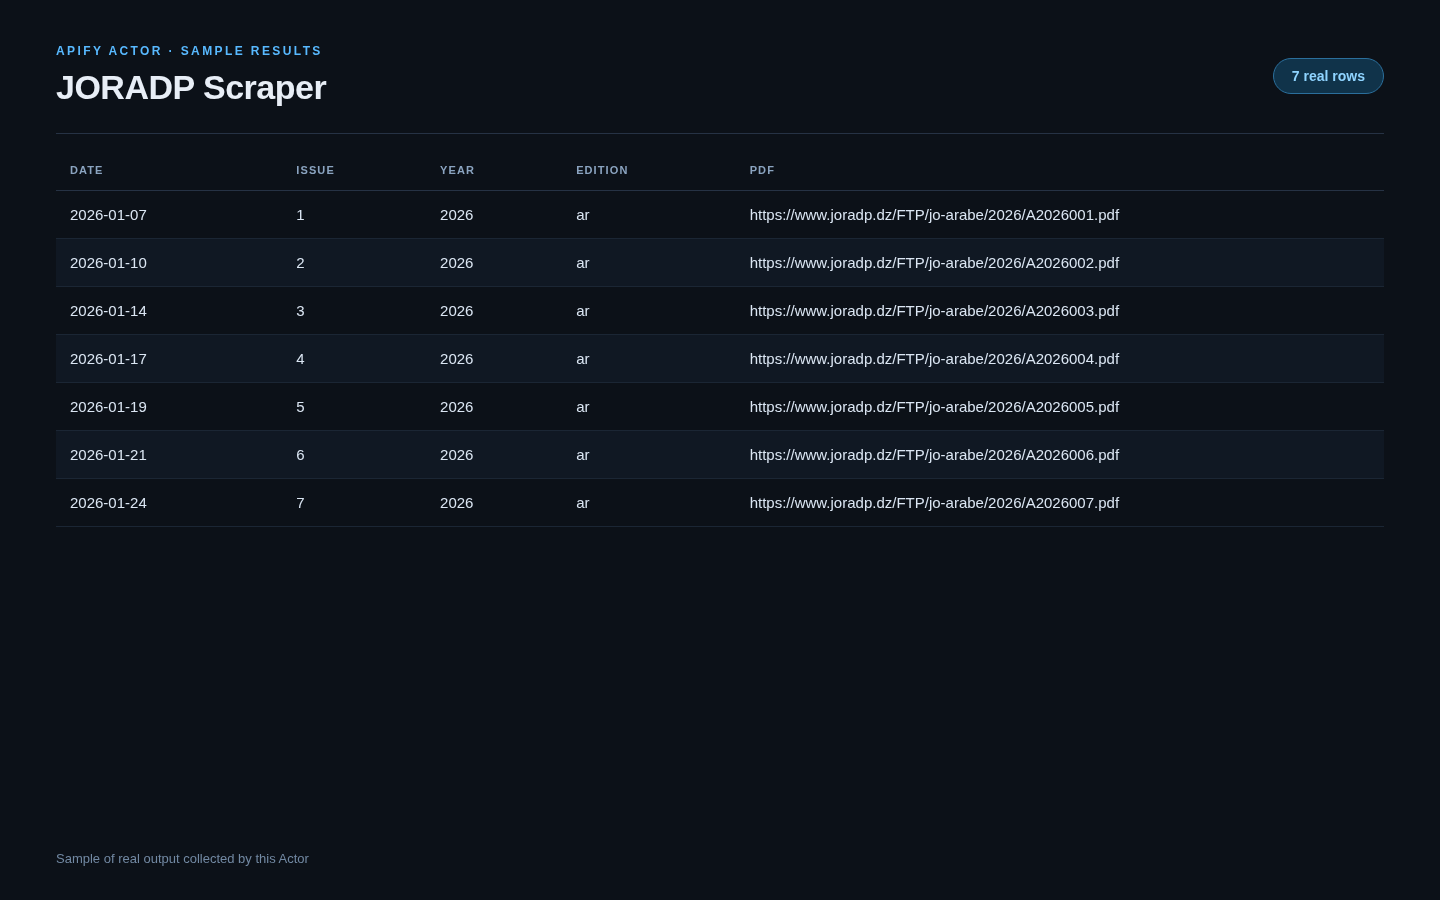 APIFY ACTOR · SAMPLE RESULTS
JORADP Scraper
7 real rows
DATE ISSUE YEAR EDITION PDF
2026-01-07 1 2026 ar https://www.joradp.dz/FTP/jo-arabe/2026/A2026001.pdf
2026-01-10 2 2026 ar https://www.joradp.dz/FTP/jo-arabe/2026/A2026002.pdf
2026-01-14 3 2026 ar https://www.joradp.dz/FTP/jo-arabe/2026/A2026003.pdf
2026-01-17 4 2026 ar https://www.joradp.dz/FTP/jo-arabe/2026/A2026004.pdf
2026-01-19 5 2026 ar https://www.joradp.dz/FTP/jo-arabe/2026/A2026005.pdf
2026-01-21 6 2026 ar https://www.joradp.dz/FTP/jo-arabe/2026/A2026006.pdf
2026-01-24 7 2026 ar https://www.joradp.dz/FTP/jo-arabe/2026/A2026007.pdf
Sample of real output collected by this Actor